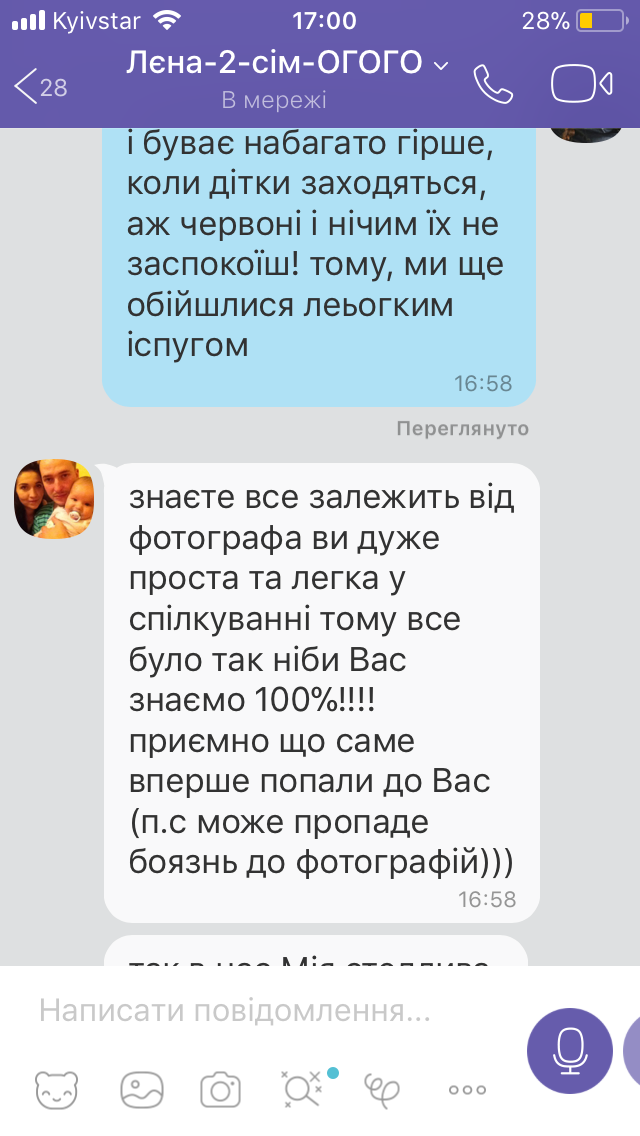 Kyivstar 17:00 28%
28 Лєна-2-сім-ОГОГО
В мережі
і буває набагато гірше,
коли дітки заходяться,
аж червоні і нічим їх не
заспокоїш! тому, ми ще
обійшлися леьогким
іспугом
16:58
Переглянуто
знаєте все залежить від
фотографа ви дуже
проста та легка у
спілкуванні тому все
було так ніби Вас
знаємо 100%!!!!
приємно що саме
вперше попали до Вас
(п.с може пропаде
боязнь до фотографій)))
16:58
так в нас Мія
Написати повідомлення...